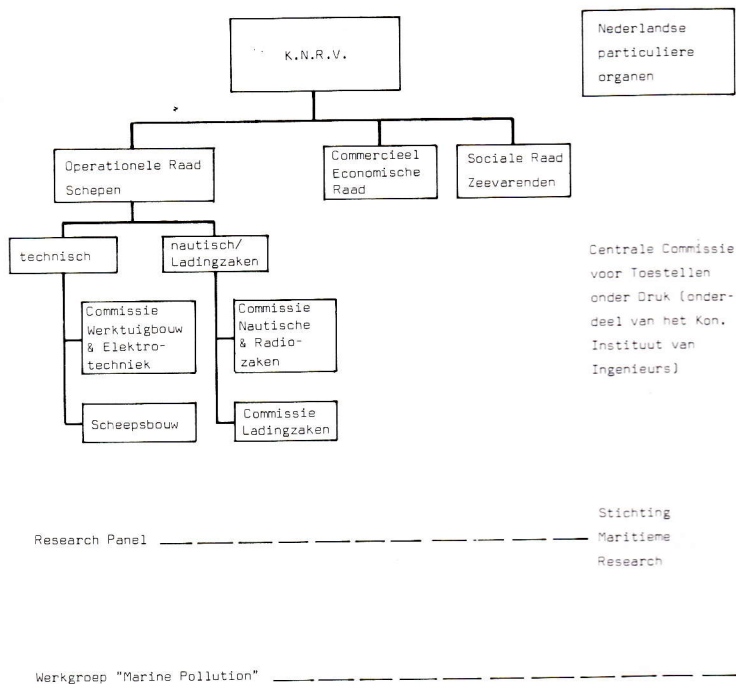 K.N.R.V.
Nederlandse
particuliere
organen
Operationele Raad
Schepen
Commercieel
Economische
Raad
Sociale Raad
Zeevarenden
technisch
nautisch/
Ladingzaken
Commissie
Werktuigbouw
& Elektro-
techniek
Commissie
Nautische
& Radio-
zaken
Scheepsbouw
Commissie
Ladingzaken
Centrale Commissie
voor Toestellen
onder Druk (onder-
deel van het Kon.
Instituut van
Ingenieurs)
Research Panel
Stichting
Maritieme
Research
Werkgroep "Marine Pollution"